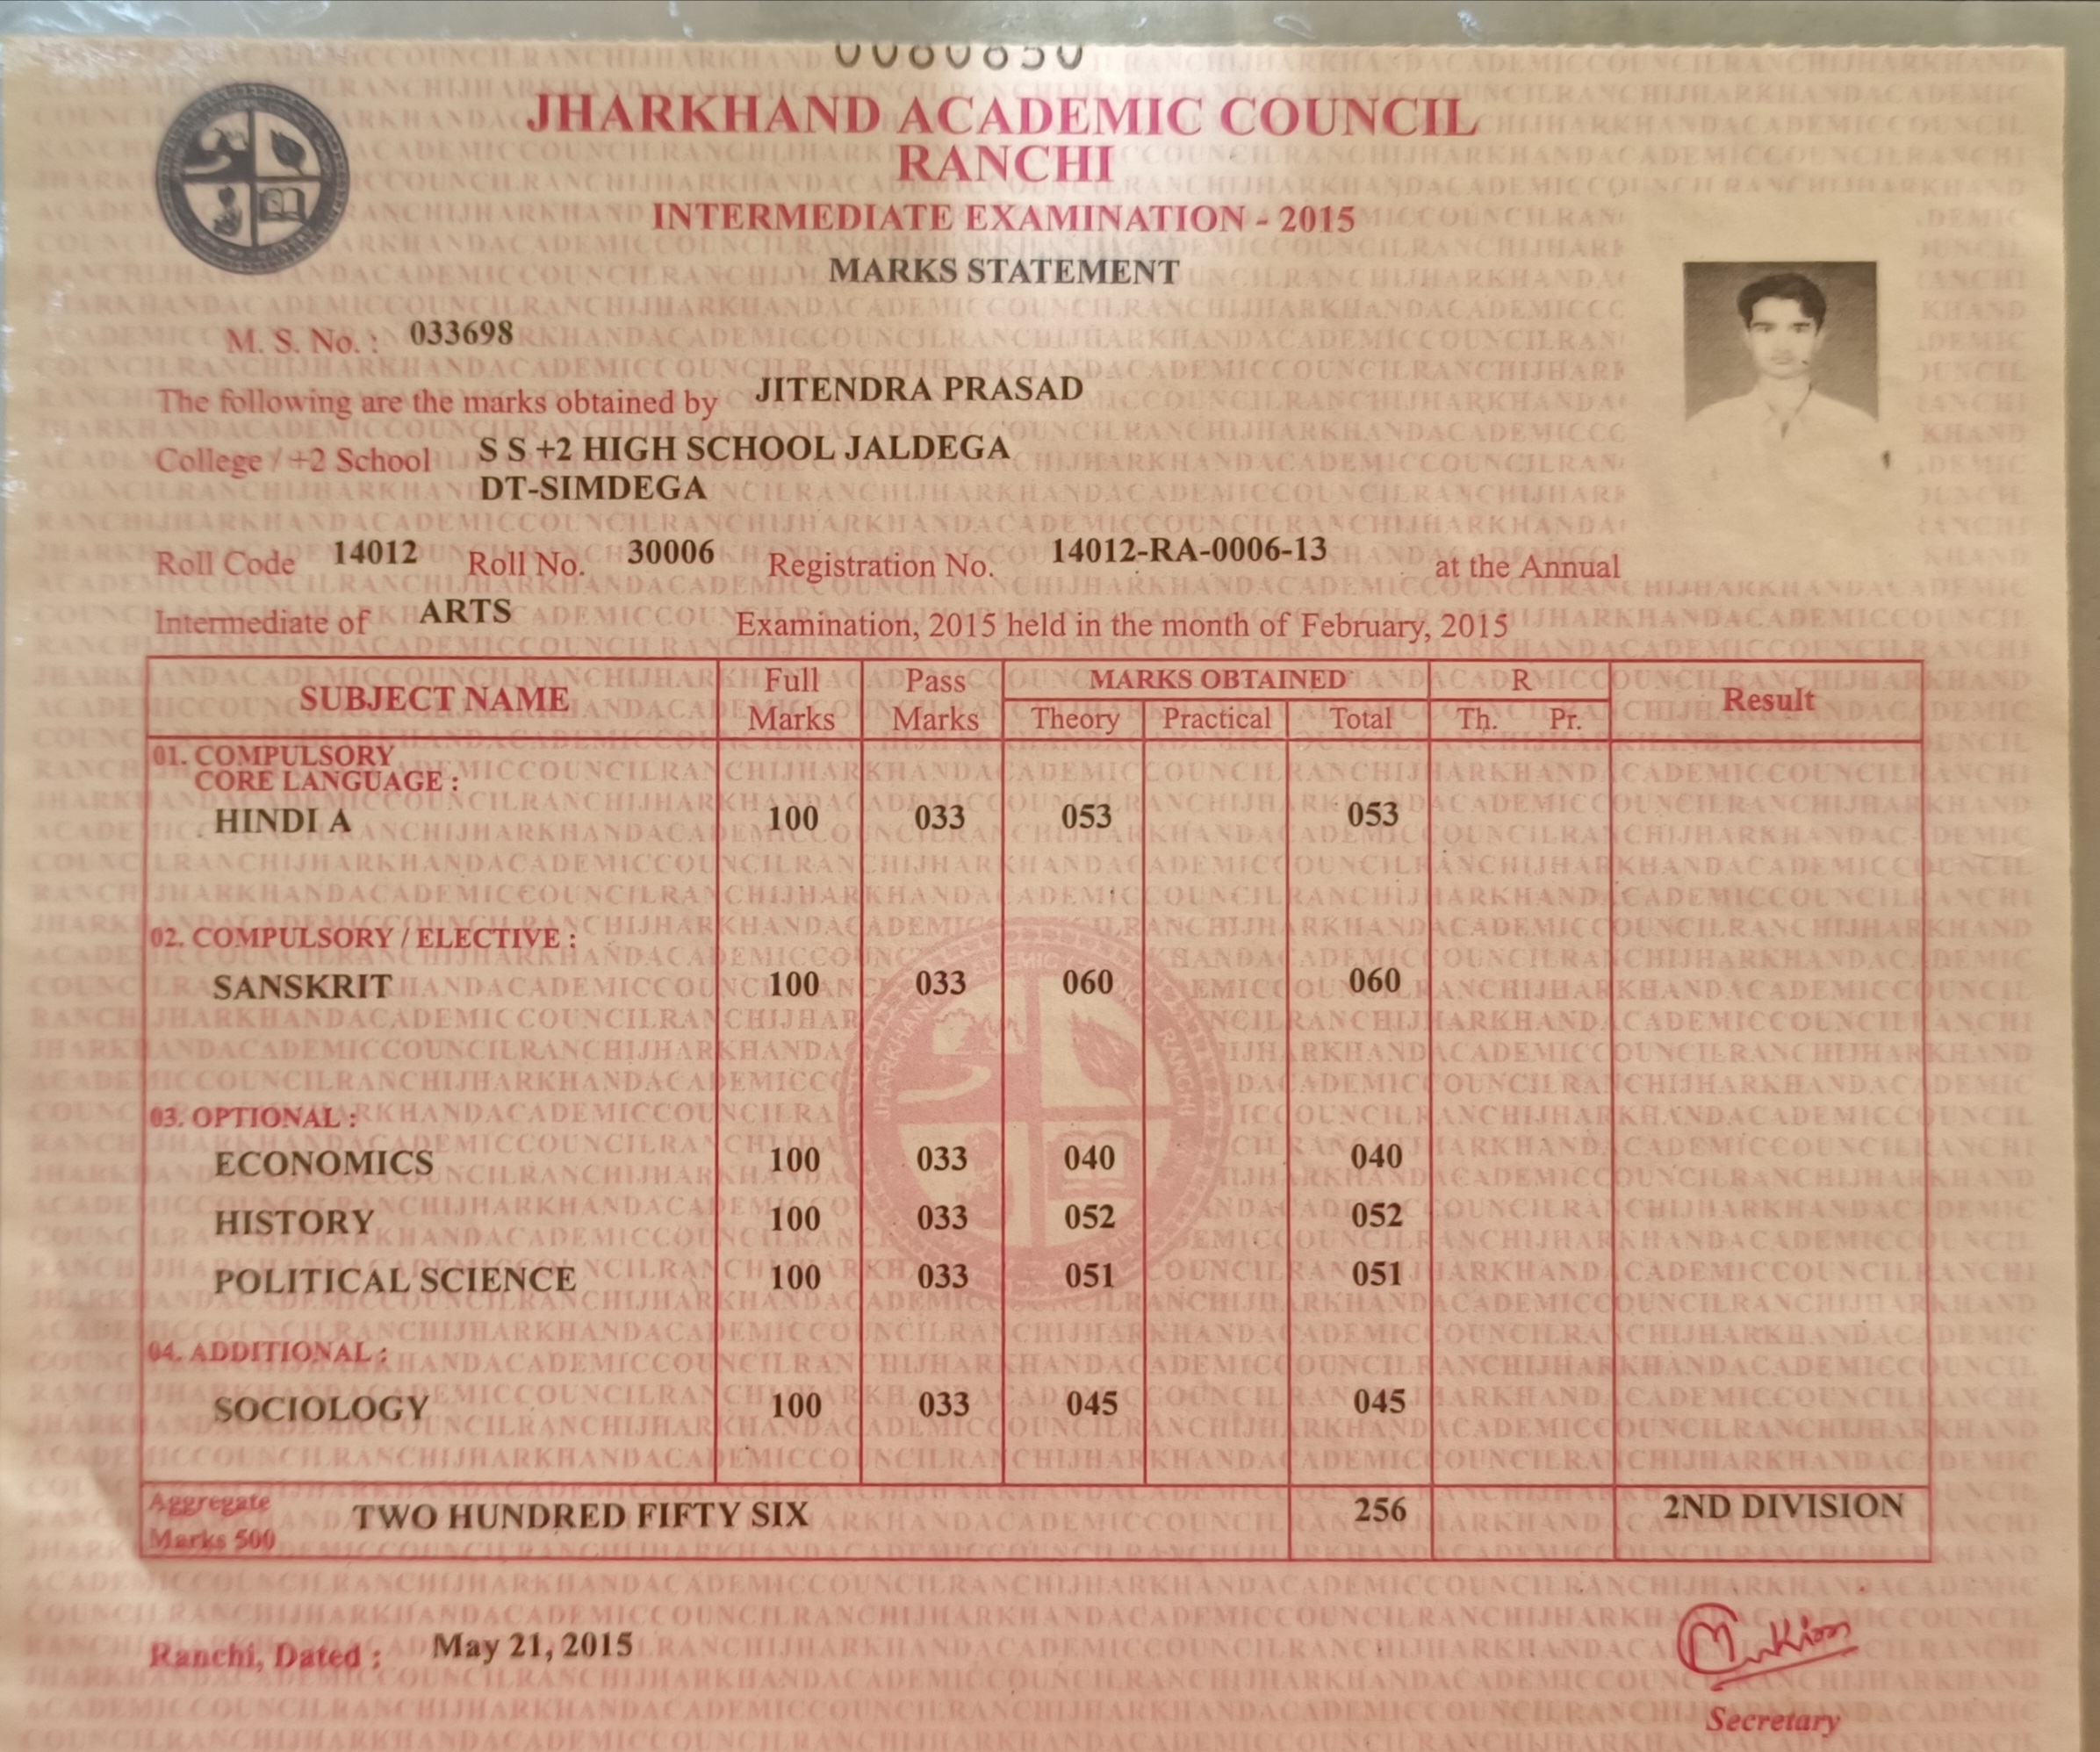 JHARKHAND ACADEMIC COUNCIL
RANCHI
INTERMEDIATE EXAMINATION - 2015
MARKS STATEMENT
M. S. No. : 033698
The following are the marks obtained by JITENDRA PRASAD
College / +2 School S S +2 HIGH SCHOOL JALDEGA
DT-SIMDEGA
Roll Code 14012 Roll No. 30006 Registration No. 14012-RA-0006-13 at the Annual
Intermediate of ARTS Examination, 2015 held in the month of February, 2015
SUBJECT NAME Full Marks Pass Marks MARKS OBTAINED R Result
Theory Practical Total Th. Pr.
01. COMPULSORY
CORE LANGUAGE :
HINDI A 100 033 053 053
02. COMPULSORY / ELECTIVE :
SANSKRIT 100 033 060 060
03. OPTIONAL :
ECONOMICS 100 033 040 040
HISTORY 100 033 052 052
POLITICAL SCIENCE 100 033 051 051
04. ADDITIONAL :
SOCIOLOGY 100 033 045 045
Aggregate
Marks 500 TWO HUNDRED FIFTY SIX 256 2ND DIVISION
Ranchi, Dated : May 21, 2015
Secretary